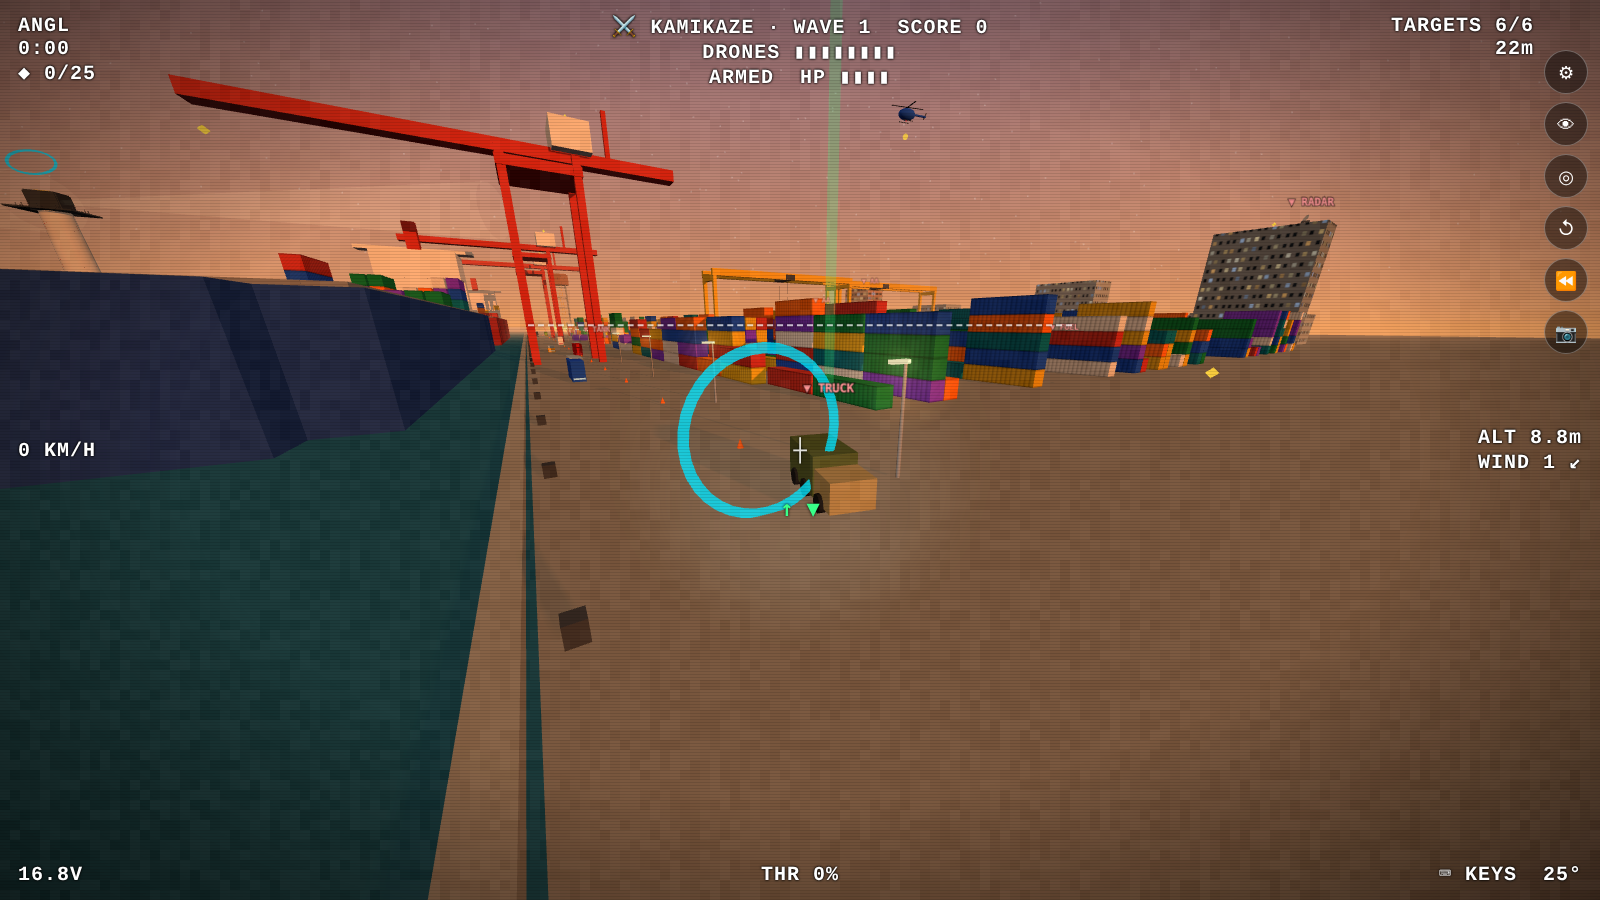 ANGL
0:00
◆ 0/25
⚔ KAMIKAZE · WAVE 1 SCORE 0
DRONES ▮▮▮▮▮▮▮▮
ARMED HP ▮▮▮▮
TARGETS 6/6
22m
▼ RADAR
▼ TRUCK
0 KM/H
ALT 8.8m
WIND 1 ↙
16.8V
THR 0%
⌨ KEYS 25°